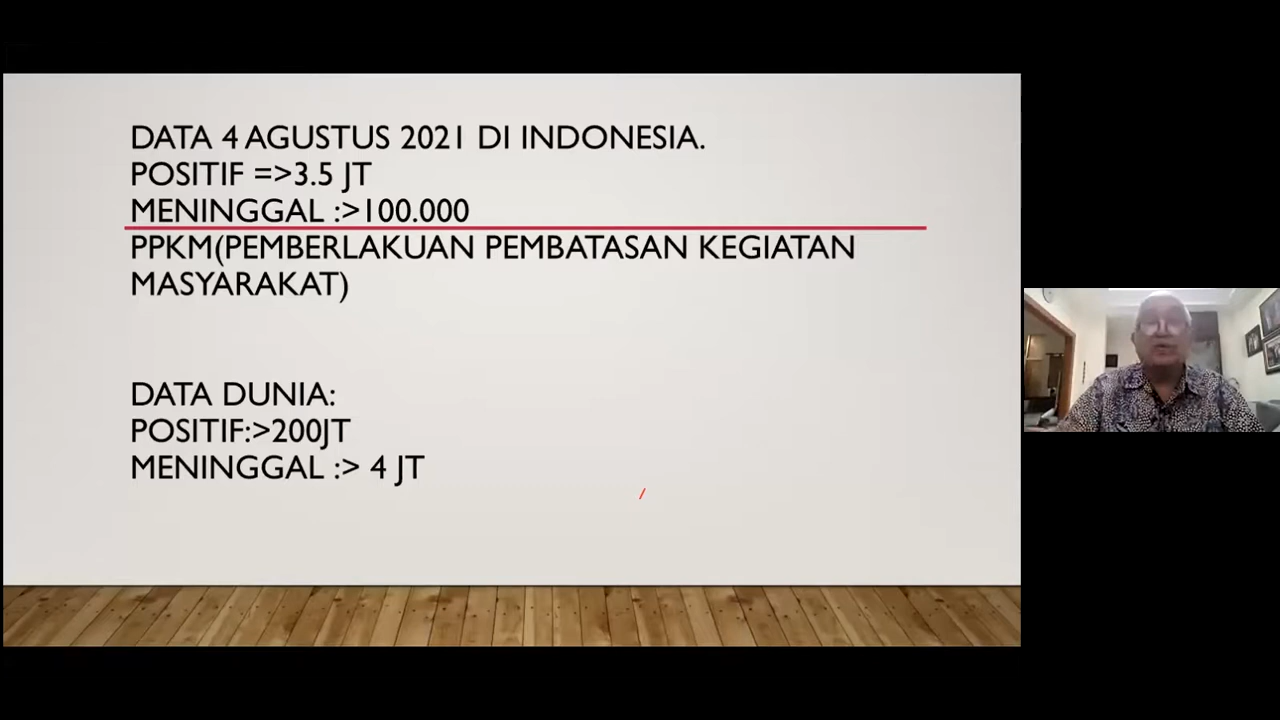 DATA 4 AGUSTUS 2021 DI INDONESIA.
POSITIF =>3.5 JT
MENINGGAL :>100.000
PPKM(PEMBERLAKUAN PEMBATASAN KEGIATAN
MASYARAKAT)
DATA DUNIA:
POSITIF:>200JT
MENINGGAL :> 4 JT